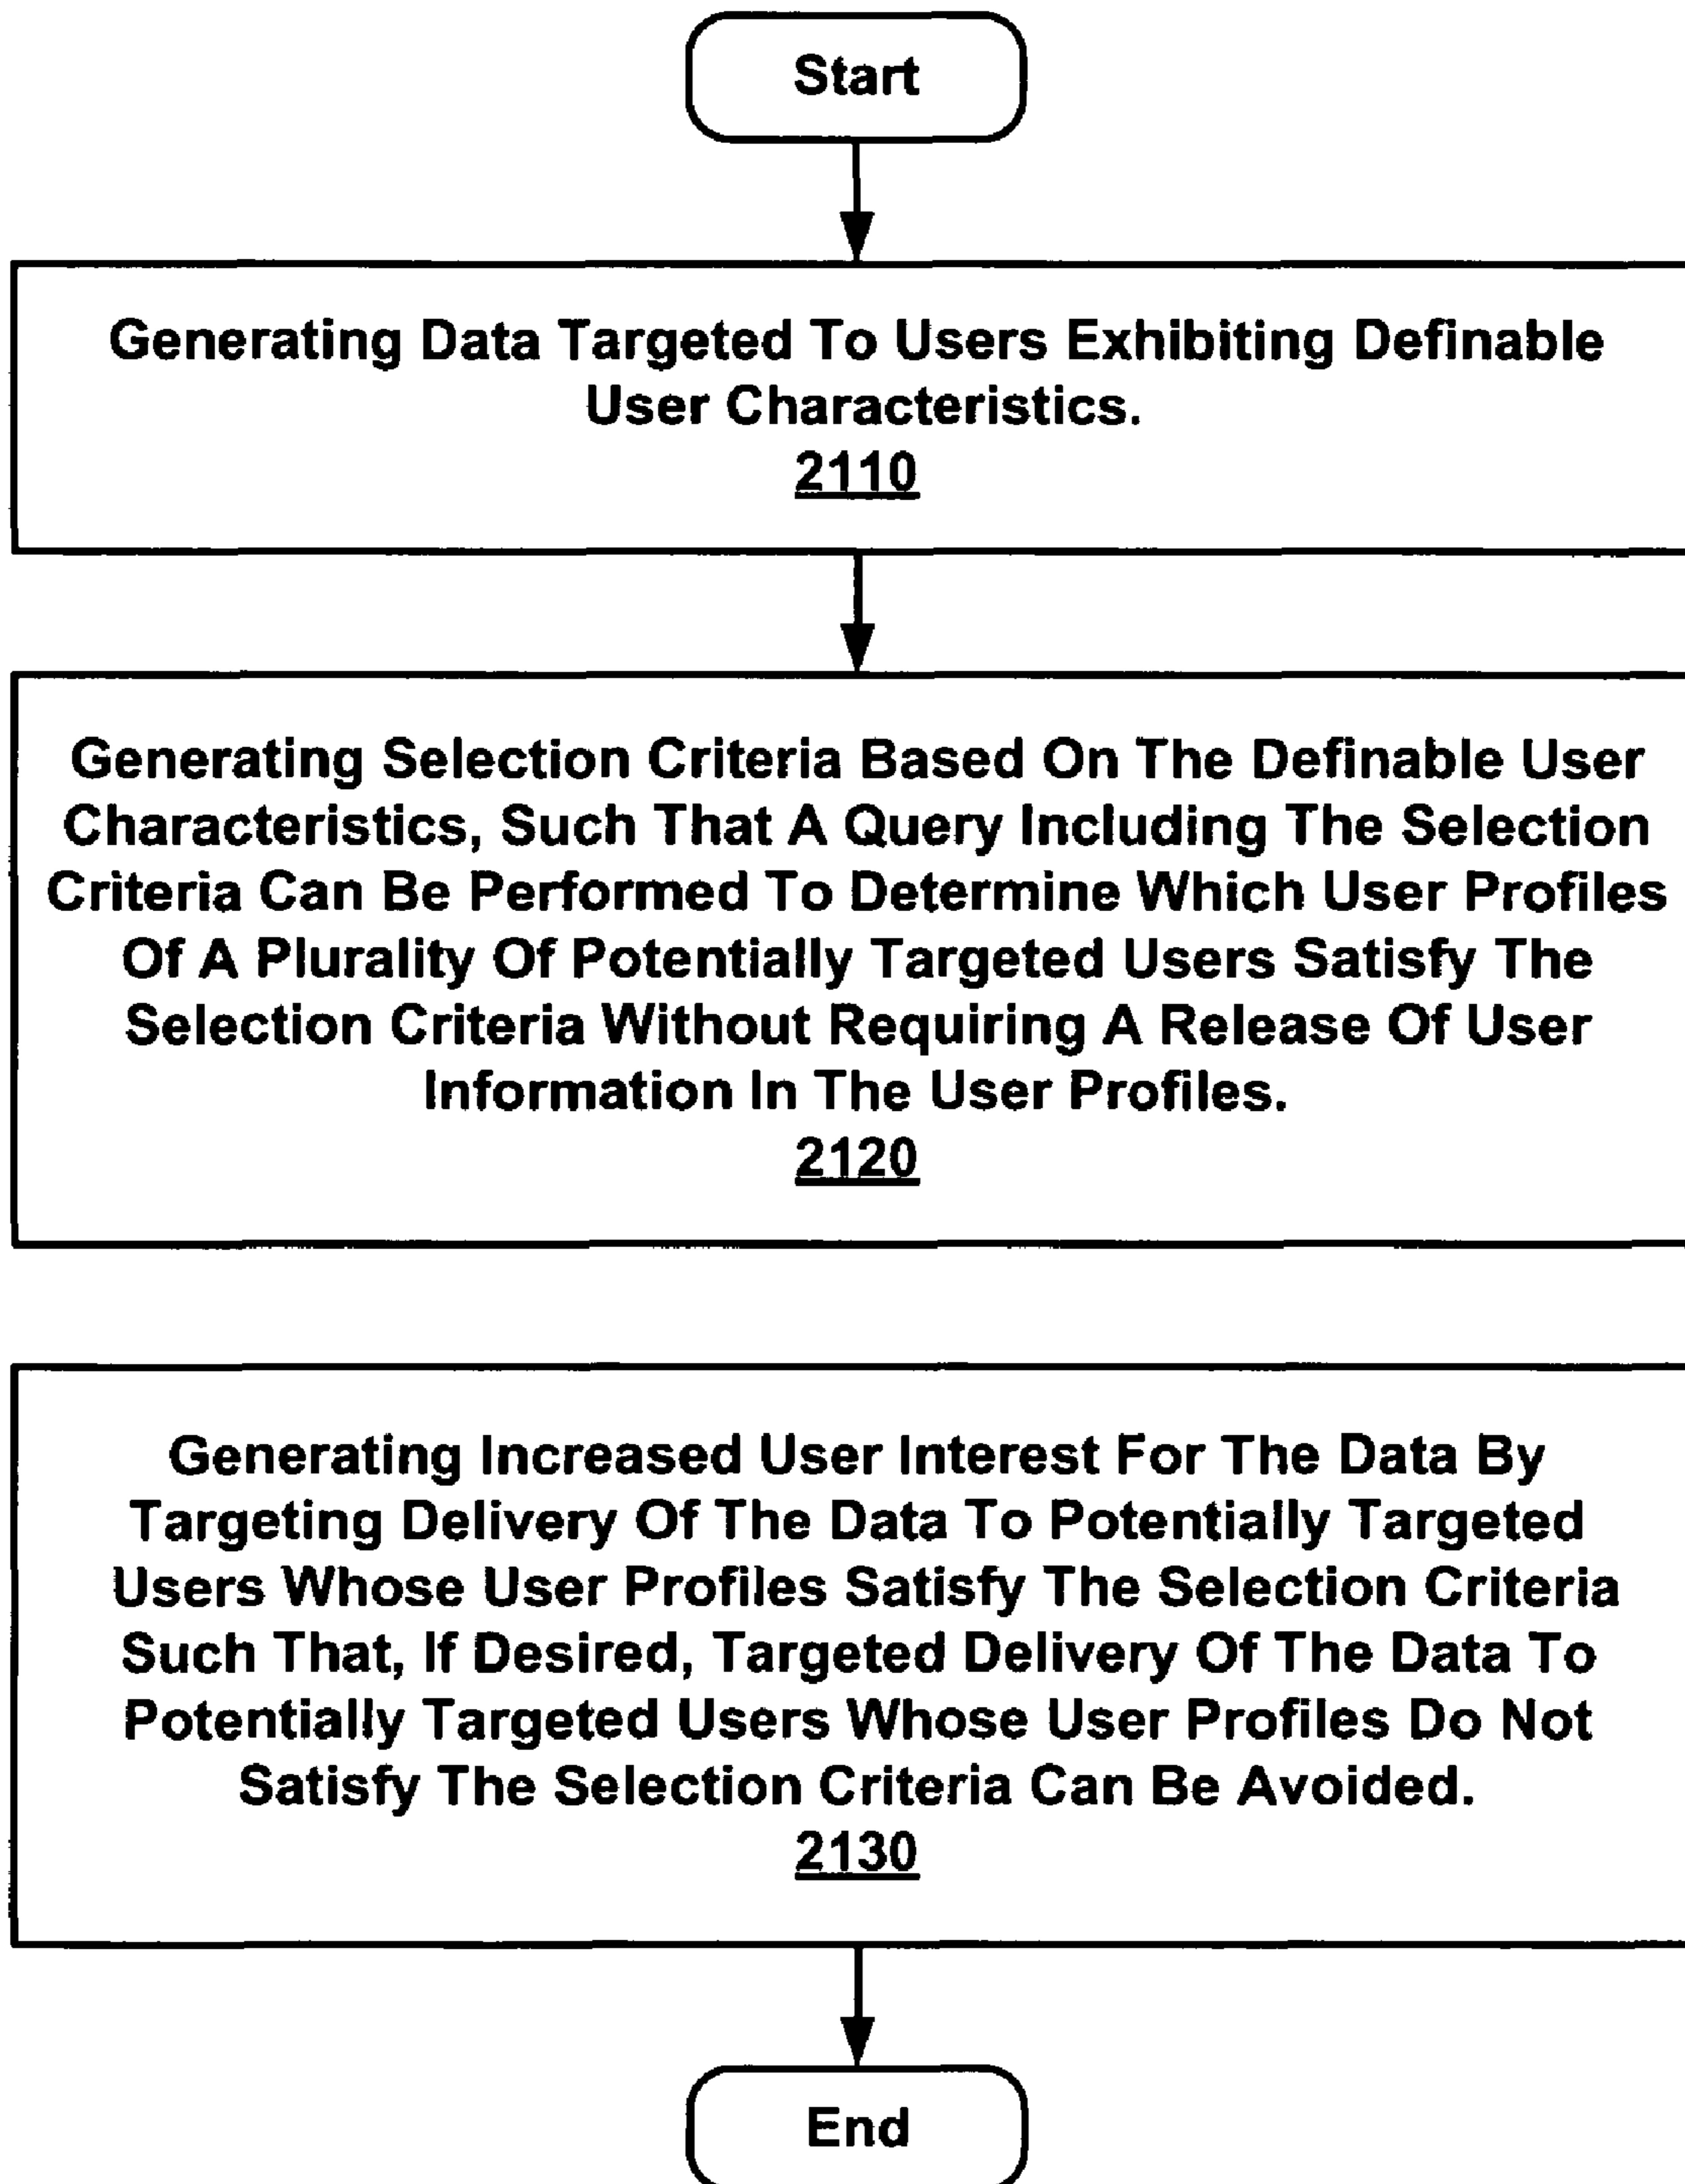 Start
Generating Data Targeted To Users Exhibiting Definable
User Characteristics.
2110
Generating Selection Criteria Based On The Definable User
Characteristics, Such That A Query Including The Selection
Criteria Can Be Performed To Determine Which User Profiles
Of A Plurality Of Potentially Targeted Users Satisfy The
Selection Criteria Without Requiring A Release Of User
Information In The User Profiles.
2120
Generating Increased User Interest For The Data By
Targeting Delivery Of The Data To Potentially Targeted
Users Whose User Profiles Satisfy The Selection Criteria
Such That, If Desired, Targeted Delivery Of The Data To
Potentially Targeted Users Whose User Profiles Do Not
Satisfy The Selection Criteria Can Be Avoided.
2130
End